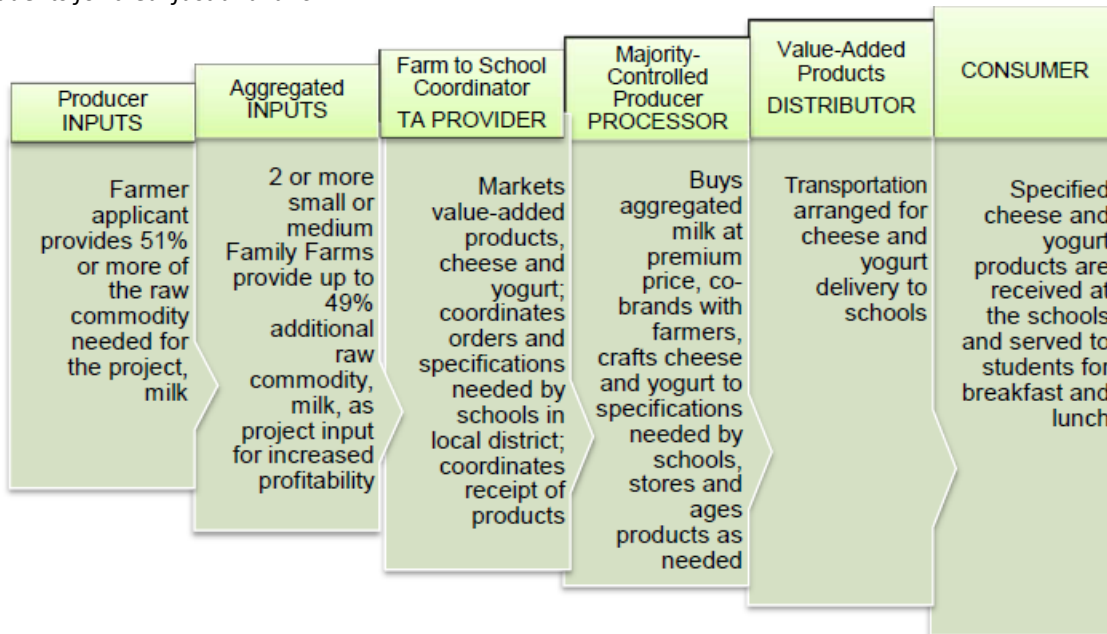 Producer
INPUTS
Farmer
applicant
provides 51%
or more of
the raw
commodity
needed for
the project,
milk
Aggregated
INPUTS
2 or more
small or
medium
Family Farms
provide up to
49%
additional
raw
commodity,
milk, as
project input
for increased
profitability
Farm to School
Coordinator
TA PROVIDER
Markets
value-added
products,
cheese and
yogurt;
coordinates
orders and
specifications
needed by
schools in
local district;
coordinates
receipt of
products
Majority-
Controlled
Producer
PROCESSOR
Buys
aggregated
milk at
premium
price, co-
brands with
farmers,
crafts cheese
and yogurt to
specifications
needed by
schools,
stores and
ages
products as
needed
Value-Added
Products
DISTRIBUTOR
Transportation
arranged for
cheese and
yogurt
delivery to
schools
CONSUMER
Specified
cheese and
yogurt
products are
received at
the schools
and served to
students for
breakfast and
lunch